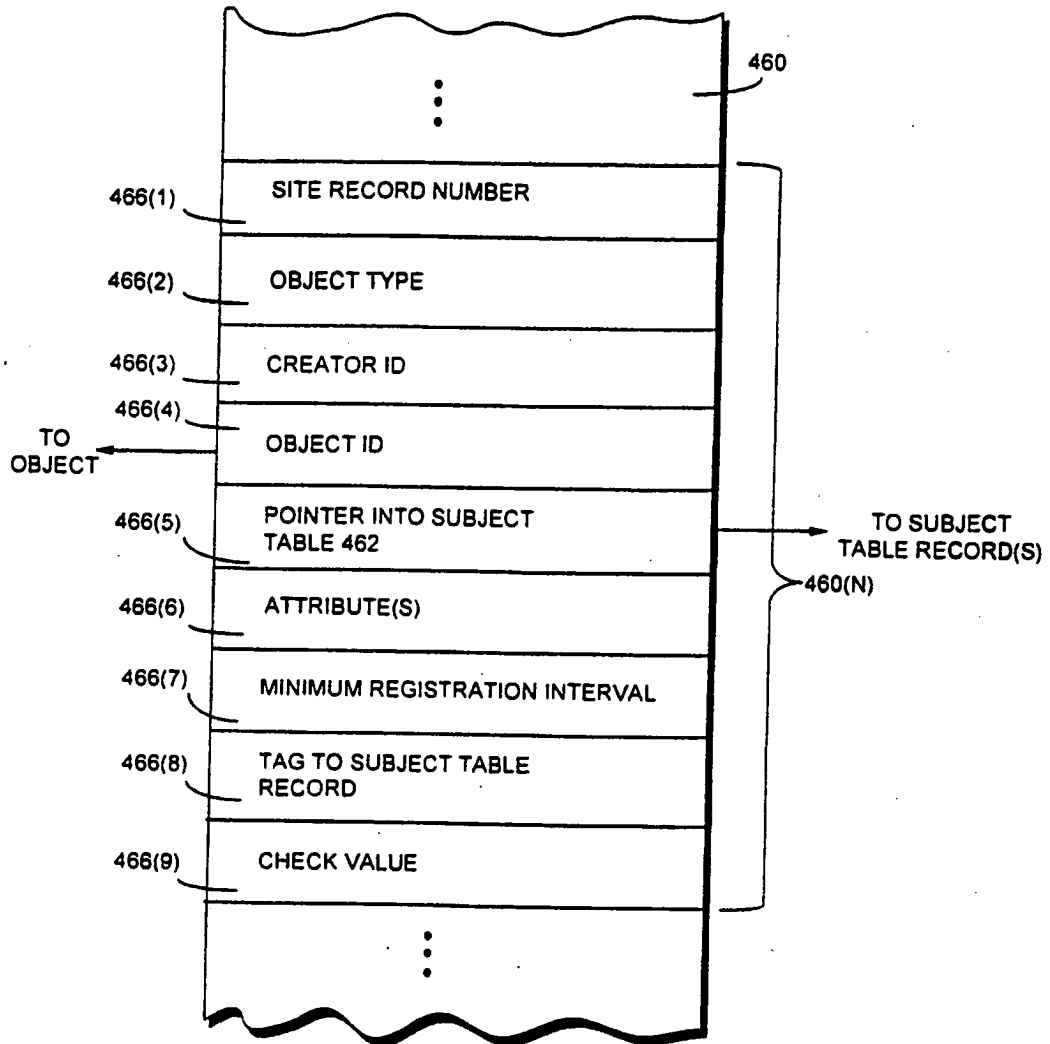 460
466(1)
SITE RECORD NUMBER
466(2)
OBJECT TYPE
466(3)
CREATOR ID
466(4)
OBJECT ID
TO
OBJECT
466(5)
POINTER INTO SUBJECT
TABLE 462
TO SUBJECT
TABLE RECORD(S)
460(N)
466(6)
ATTRIBUTE(S)
466(7)
MINIMUM REGISTRATION INTERVAL
466(8)
TAG TO SUBJECT TABLE
RECORD
466(9)
CHECK VALUE